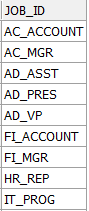 JOB_ID
AC_ACCOUNT
AC_MGR
AD_ASST
AD_PRES
AD_VP
FI_ACCOUNT
FI_MGR
HR_REP
IT_PROG